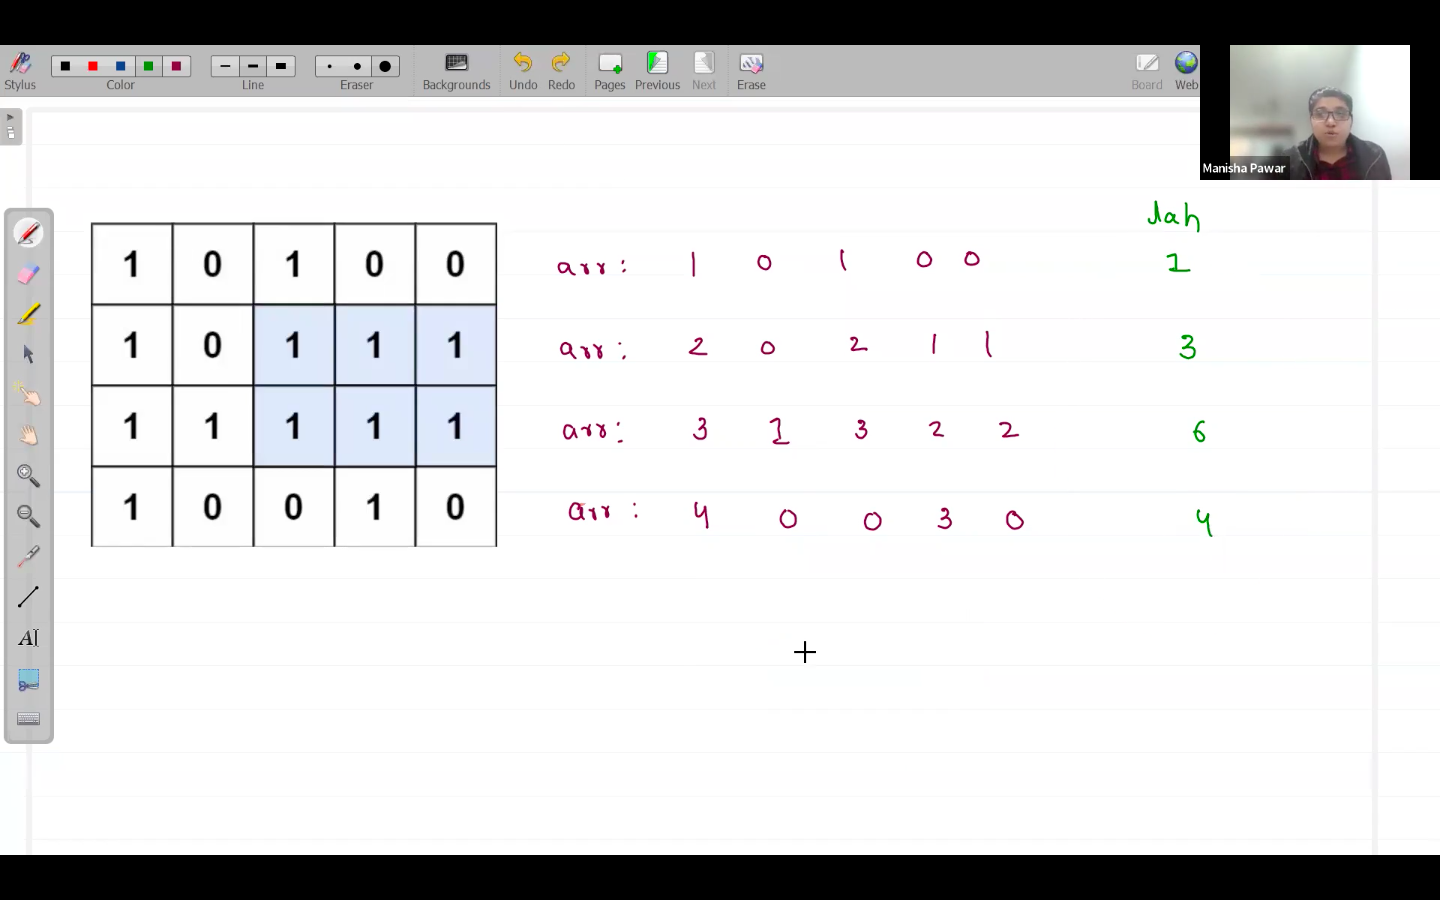 Stylus
Color
Line
Eraser
Backgrounds
Undo
Redo
Pages
Previous
Next
Erase
Board
Web
Manisha Pawar
lah
1 0 1 0 0
arr: 1 0 1 0 0 1
1 0 1 1 1
arr: 2 0 2 1 1 3
1 1 1 1 1
arr: 3 1 3 2 2 6
1 0 0 1 0
arr: 4 0 0 3 0 4
AI